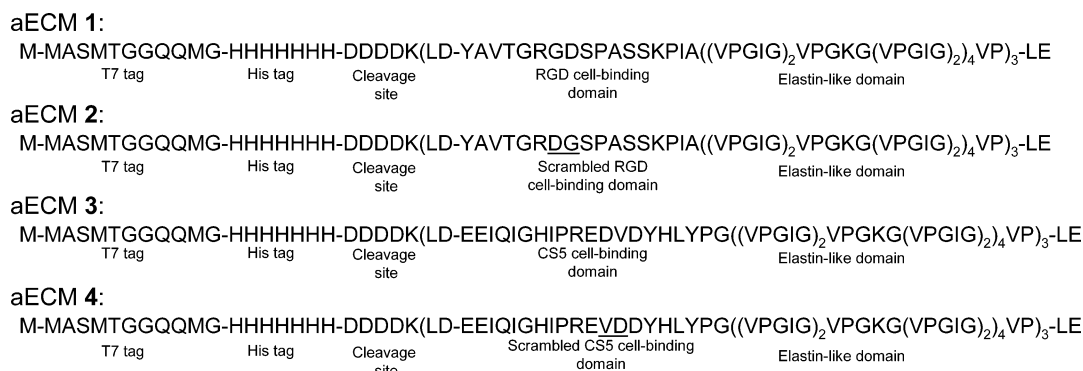 aECM 1:
M-MASMTGGQQMG-HHHHHHH-DDDDK(LD-YAVTGRGDSPASSKPIA((VPGIG)2VPGKG(VPGIG)2)4VP)3-LE
T7 tag His tag Cleavage site RGD cell-binding domain Elastin-like domain
aECM 2:
M-MASMTGGQQMG-HHHHHHH-DDDDK(LD-YAVTGRDGSPASSKPIA((VPGIG)2VPGKG(VPGIG)2)4VP)3-LE
T7 tag His tag Cleavage site Scrambled RGD cell-binding domain Elastin-like domain
aECM 3:
M-MASMTGGQQMG-HHHHHHH-DDDDK(LD-EEIQIGHIPREDVDYHLYPG((VPGIG)2VPGKG(VPGIG)2)4VP)3-LE
T7 tag His tag Cleavage site CS5 cell-binding domain Elastin-like domain
aECM 4:
M-MASMTGGQQMG-HHHHHHH-DDDDK(LD-EEIQIGHIPREVDDYHLYPG((VPGIG)2VPGKG(VPGIG)2)4VP)3-LE
T7 tag His tag Cleavage site Scrambled CS5 cell-binding domain Elastin-like domain